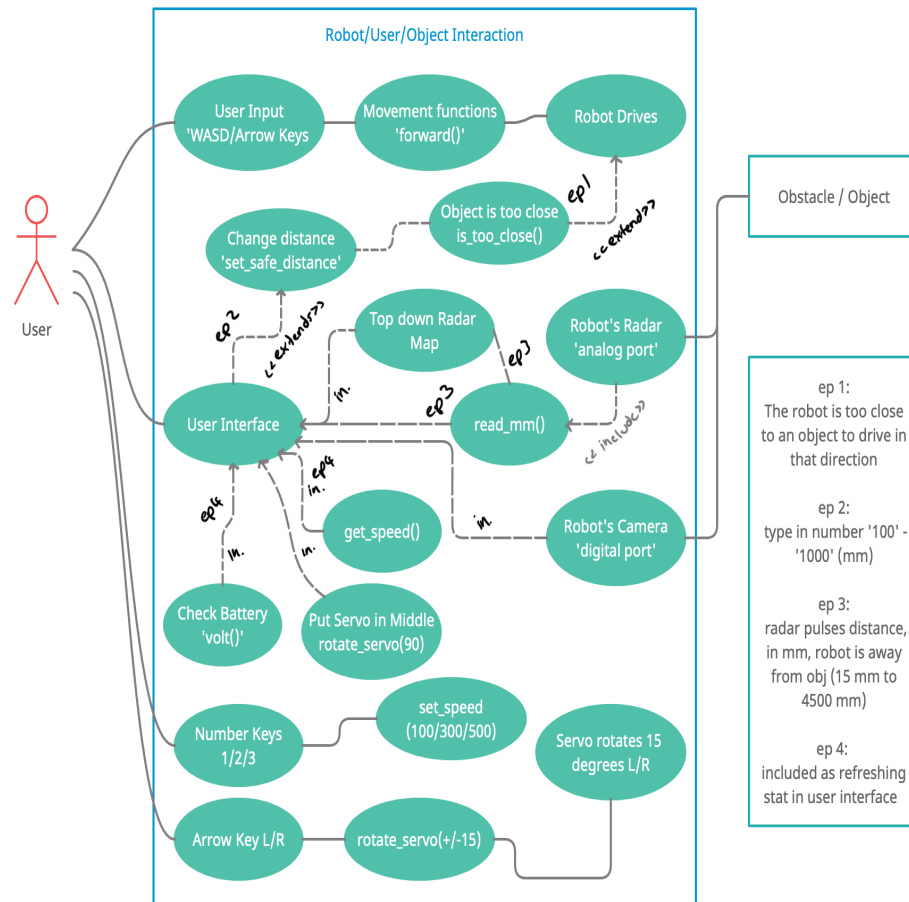 Robot/User/Object Interaction
User Input
'WASD/Arrow Keys
Movement functions
'forward()'
Robot Drives
ep1
<<extend>>
Object is too close
is_too_close()
Change distance
'set_safe_distance'
ep2
<<extends>>
Obstacle / Object
User
Top down Radar
Map
Robot's Radar
'analog port'
in.
ep3
ep3
User Interface
read_mm()
<<include>>
ep4
in.
ep4
in.
in.
in.
get_speed()
Robot's Camera
'digital port'
Check Battery
'volt()'
Put Servo in Middle
rotate_servo(90)
Number Keys
1/2/3
set_speed
(100/300/500)
Servo rotates 15
degrees L/R
Arrow Key L/R
rotate_servo(+/-15)
ep 1:
The robot is too close
to an object to drive in
that direction
ep 2:
type in number '100' -
'1000' (mm)
ep 3:
radar pulses distance,
in mm, robot is away
from obj (15 mm to
4500 mm)
ep 4:
included as refreshing
stat in user interface